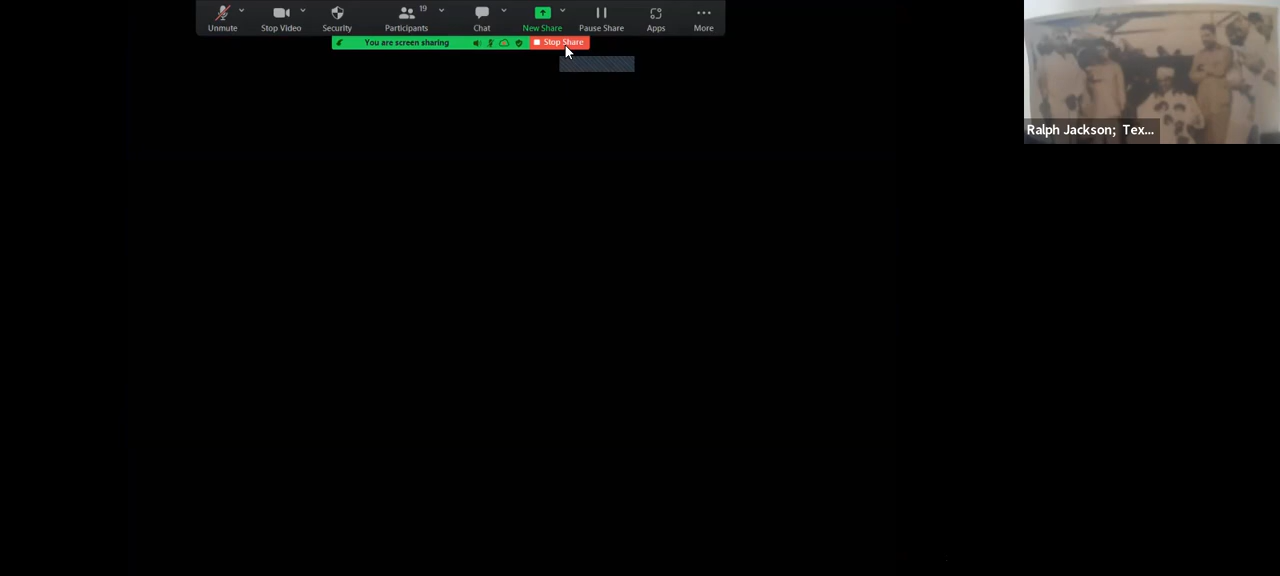 Unmute
Stop Video
Security
19
Participants
Chat
New Share
Pause Share
Apps
More
You are screen sharing
Stop Share
Ralph Jackson; Tex...